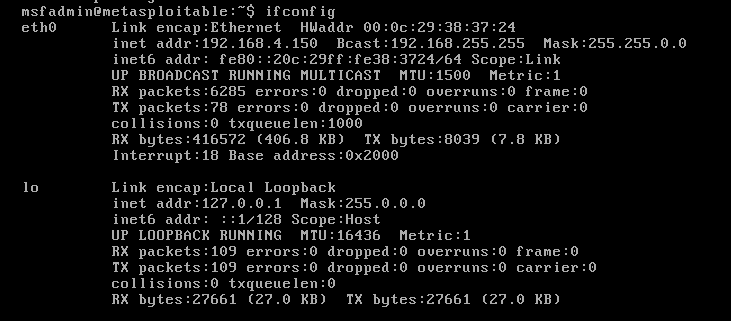 msfadmin@metasploitable:~$ ifconfig
eth0      Link encap:Ethernet  HWaddr 00:0c:29:38:37:24
          inet addr:192.168.4.150  Bcast:192.168.255.255  Mask:255.255.0.0
          inet6 addr: fe80::20c:29ff:fe38:3724/64 Scope:Link
          UP BROADCAST RUNNING MULTICAST  MTU:1500  Metric:1
          RX packets:6285 errors:0 dropped:0 overruns:0 frame:0
          TX packets:78 errors:0 dropped:0 overruns:0 carrier:0
          collisions:0 txqueuelen:1000
          RX bytes:416572 (406.8 KB)  TX bytes:8039 (7.8 KB)
          Interrupt:18 Base address:0x2000

lo        Link encap:Local Loopback
          inet addr:127.0.0.1  Mask:255.0.0.0
          inet6 addr: ::1/128 Scope:Host
          UP LOOPBACK RUNNING  MTU:16436  Metric:1
          RX packets:109 errors:0 dropped:0 overruns:0 frame:0
          TX packets:109 errors:0 dropped:0 overruns:0 carrier:0
          collisions:0 txqueuelen:0
          RX bytes:27661 (27.0 KB)  TX bytes:27661 (27.0 KB)